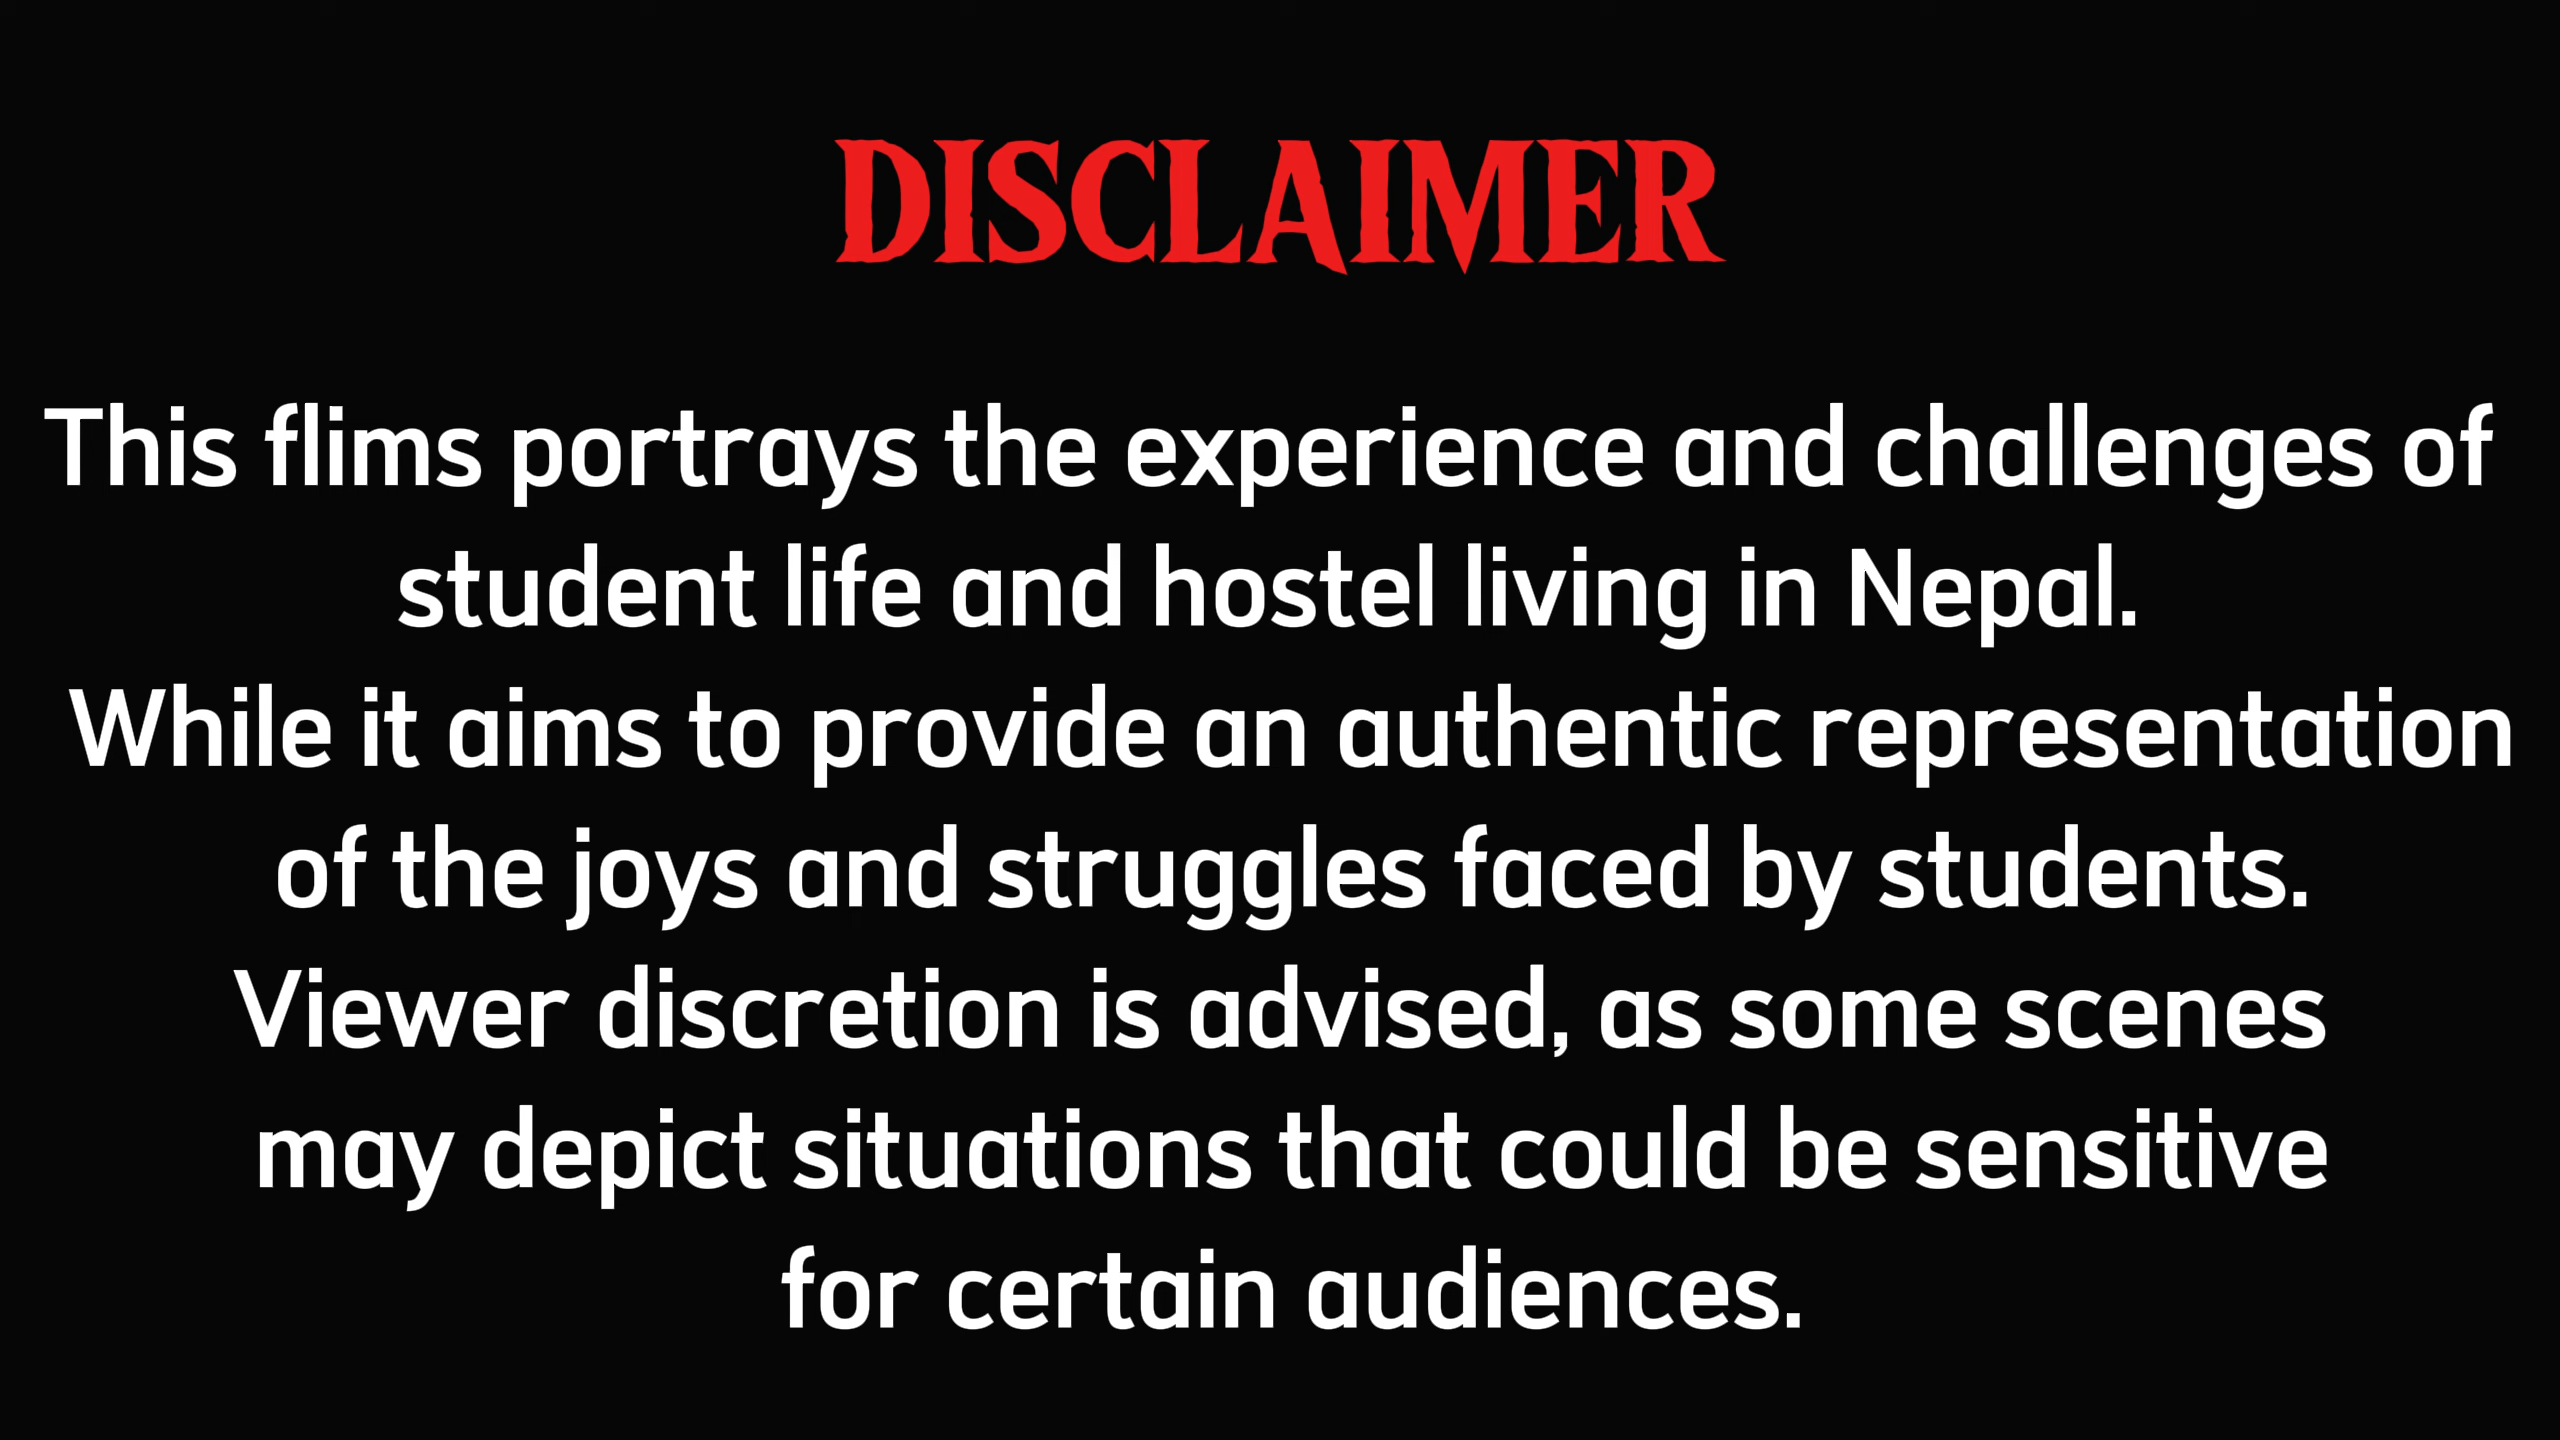 DISCLAIMER
This flims portrays the experience and challenges of
student life and hostel living in Nepal.
While it aims to provide an authentic representation
of the joys and struggles faced by students.
Viewer discretion is advised, as some scenes
may depict situations that could be sensitive
for certain audiences.